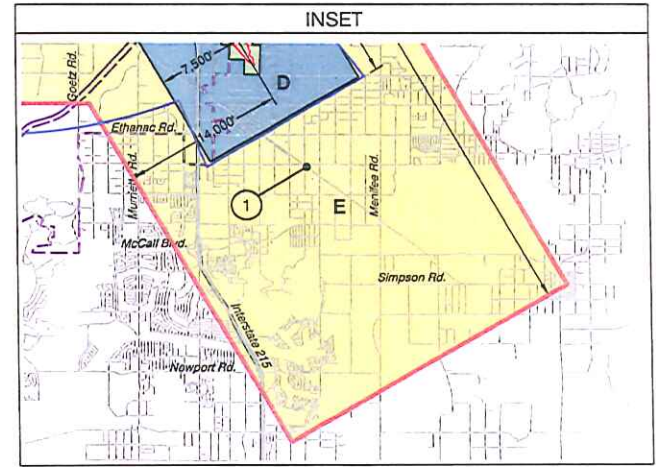 INSET
Goetz Rd.
7,500'
D
Ethanac Rd.
14,000'
Murrieta Rd.
1
E
Menifee Rd.
McCall Blvd.
Simpson Rd.
Interstate 215
Newport Rd.